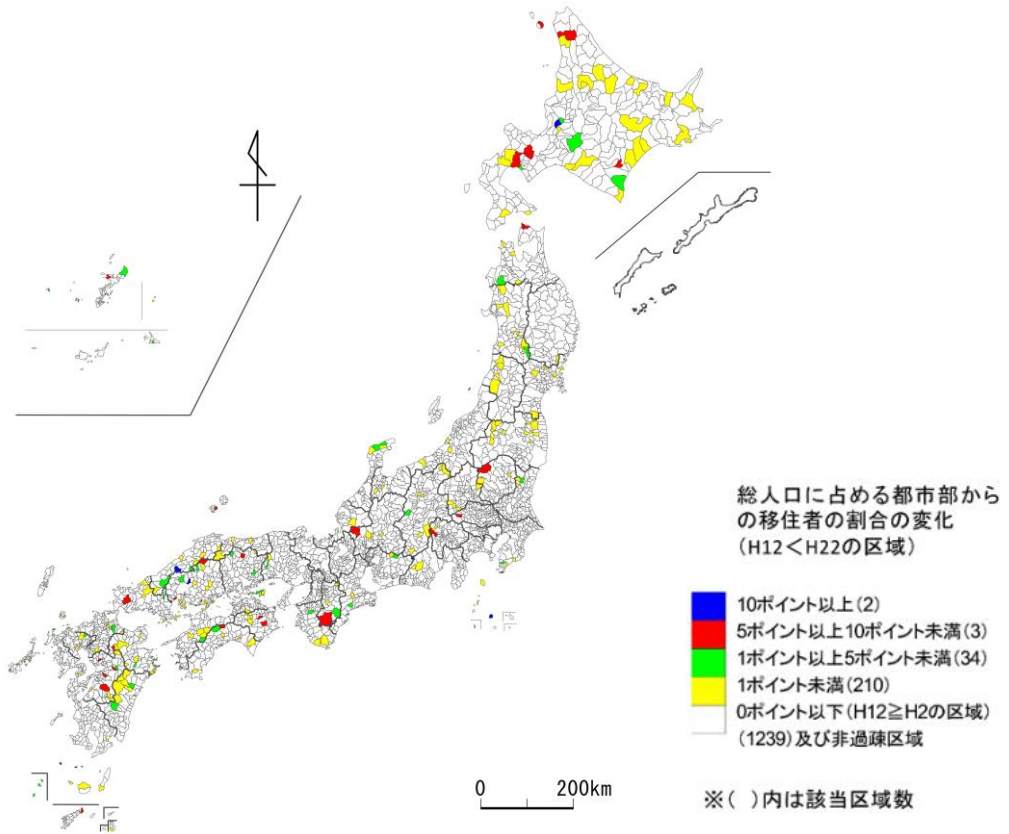 総人口に占める都市部から
の移住者の割合の変化
(H12<H22の区域)
10ポイント以上(2)
5ポイント以上10ポイント未満(3)
1ポイント以上5ポイント未満(34)
1ポイント未満(210)
0ポイント以下(H12≧H2の区域)
(1239)及び非過疎区域
0 200km
※( )内は該当区域数